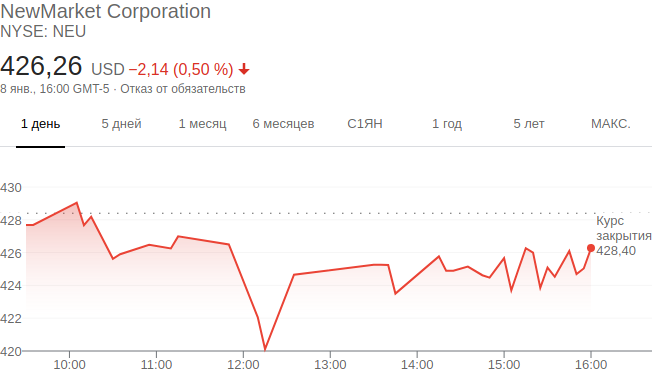 NewMarket Corporation
NYSE: NEU
426,26 USD −2,14 (0,50 %)
8 янв., 16:00 GMT-5 · Отказ от обязательств
1 день 5 дней 1 месяц 6 месяцев С1ЯН 1 год 5 лет МАКС.
430
428
Курс
закрытия
428,40
426
424
422
420
10:00 11:00 12:00 13:00 14:00 15:00 16:00